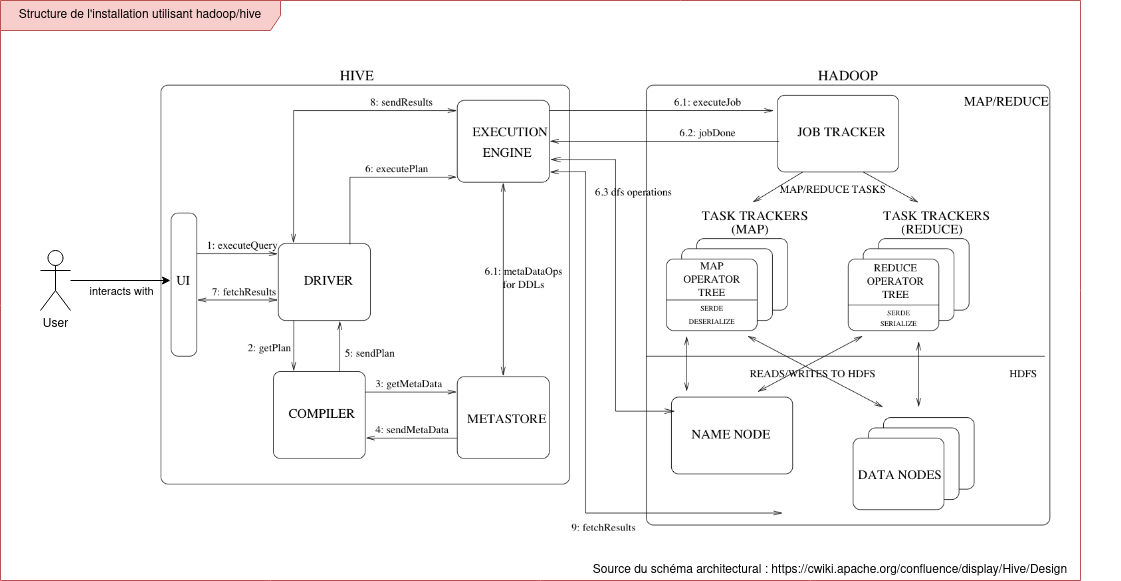 Structure de l'installation utilisant hadoop/hive
HIVE
HADOOP
MAP/REDUCE
8: sendResults
6.1: executeJob
EXECUTION
ENGINE
JOB TRACKER
6.2: jobDone
6: executePlan
6.3 dfs operations
MAP/REDUCE TASKS
TASK TRACKERS
(MAP)
TASK TRACKERS
(REDUCE)
1: executeQuery
UI
DRIVER
7: fetchResults
interacts with
User
6.1: metaDataOps
for DDLs
MAP
OPERATOR
TREE
SERDE
DESERIALIZE
REDUCE
OPERATOR
TREE
SERDE
SERIALIZE
2: getPlan
5: sendPlan
3: getMetaData
COMPILER
METASTORE
4: sendMetaData
READS/WRITES TO HDFS
HDFS
NAME NODE
DATA NODES
9: fetchResults
Source du schéma architectural : https://cwiki.apache.org/confluence/display/Hive/Design